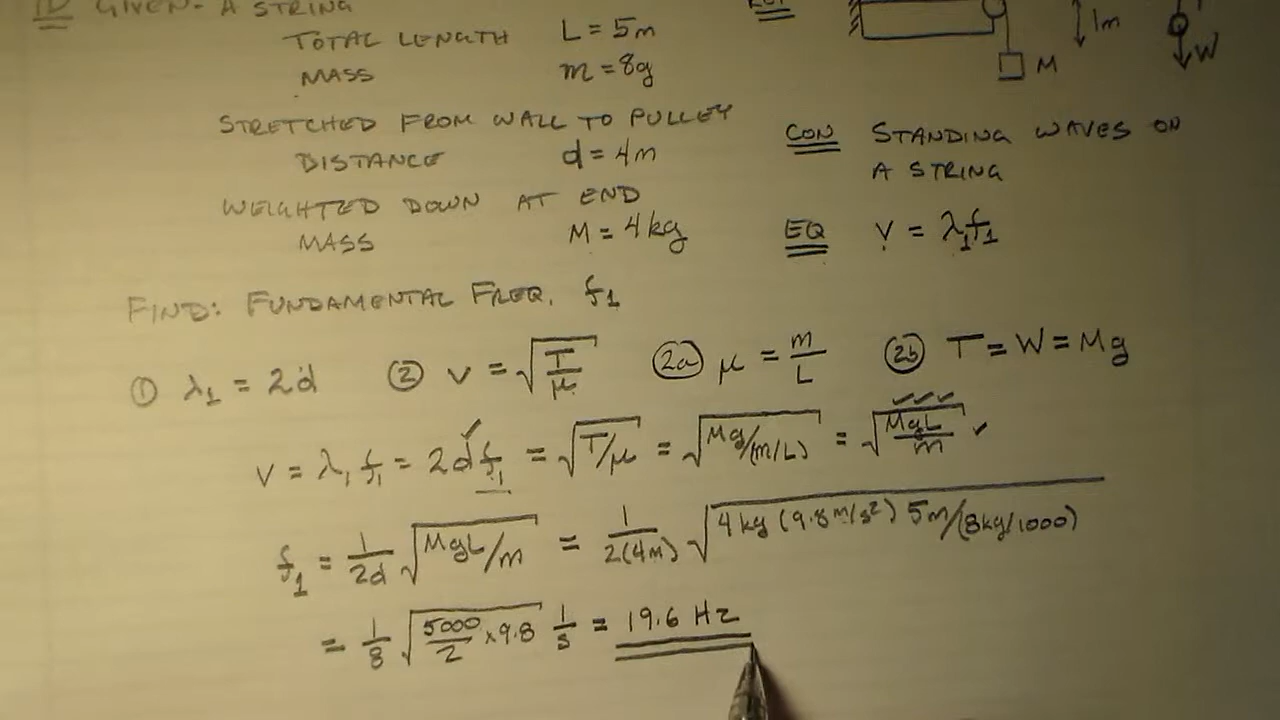 ID GIVEN- A STRING
TOTAL LENGTH L = 5m
MASS m = 8g
STRETCHED FROM WALL TO PULLEY
DISTANCE d = 4m
WEIGHTED DOWN AT END
MASS M = 4kg
FIND: FUNDAMENTAL FREQ. f₁
1m
M
W
CON STANDING WAVES ON
A STRING
EQ v = λ₁f₁
① λ₁ = 2d ② v = √(T/μ) (2a) μ = m/L (2b) T = W = Mg
v = λ₁f₁ = 2df₁ = √(T/μ) = √(Mg/(m/L)) = √(MgL/m)
f₁ = 1/2d √(MgL/m) = 1/2(4m) √(4kg (9.8m/s²) 5m/(8kg/1000))
= 1/8 √(5000/2 × 9.8) 1/s = 19.6 Hz